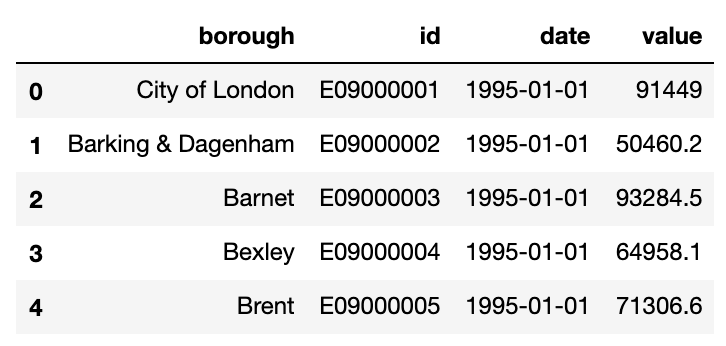 borough id date value
0 City of London E09000001 1995-01-01 91449
1 Barking & Dagenham E09000002 1995-01-01 50460.2
2 Barnet E09000003 1995-01-01 93284.5
3 Bexley E09000004 1995-01-01 64958.1
4 Brent E09000005 1995-01-01 71306.6